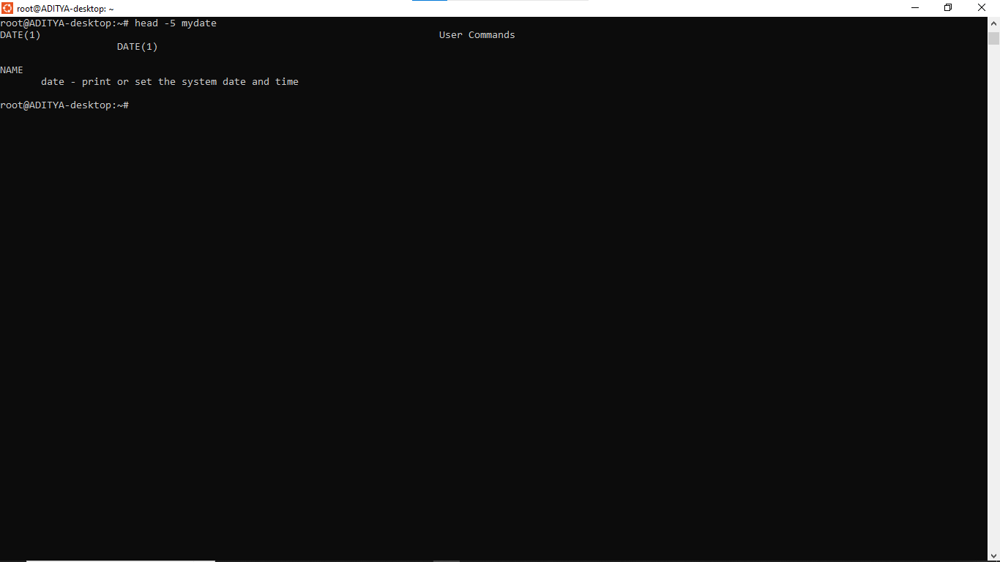 root@ADITYA-desktop: ~
root@ADITYA-desktop:~# head -5 mydate
DATE(1) User Commands
DATE(1)
NAME
date - print or set the system date and time
root@ADITYA-desktop:~#